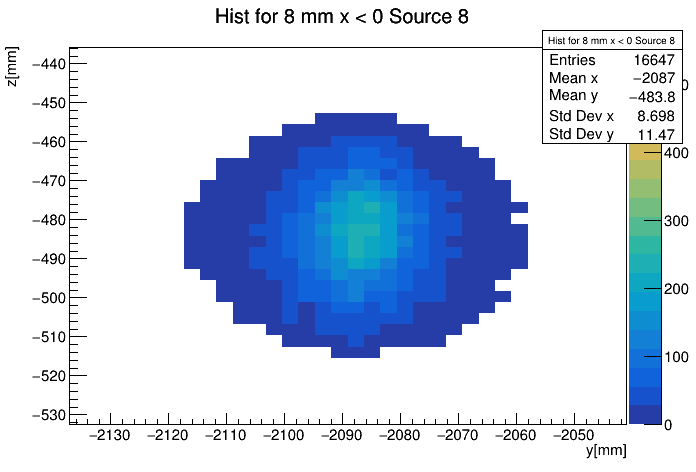 Hist for 8 mm x < 0 Source 8
z[mm]
Hist for 8 mm x < 0 Source 8
Entries 16647
Mean x −2087
Mean y −483.8
Std Dev x 8.698
Std Dev y 11.47
−440
−450
−460
−470
−480
−490
−500
−510
−520
−530
0
400
300
200
100
0
−2130 −2120 −2110 −2100 −2090 −2080 −2070 −2060 −2050
y[mm]